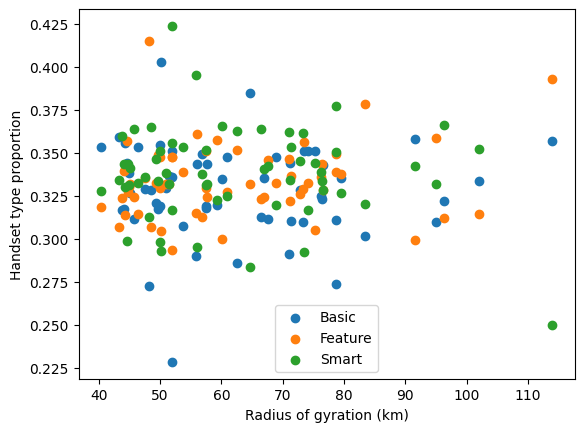 0.425
0.400
0.375
0.350
0.325
0.300
0.275
0.250
0.225
Handset type proportion
Basic
Feature
Smart
40 50 60 70 80 90 100 110
Radius of gyration (km)